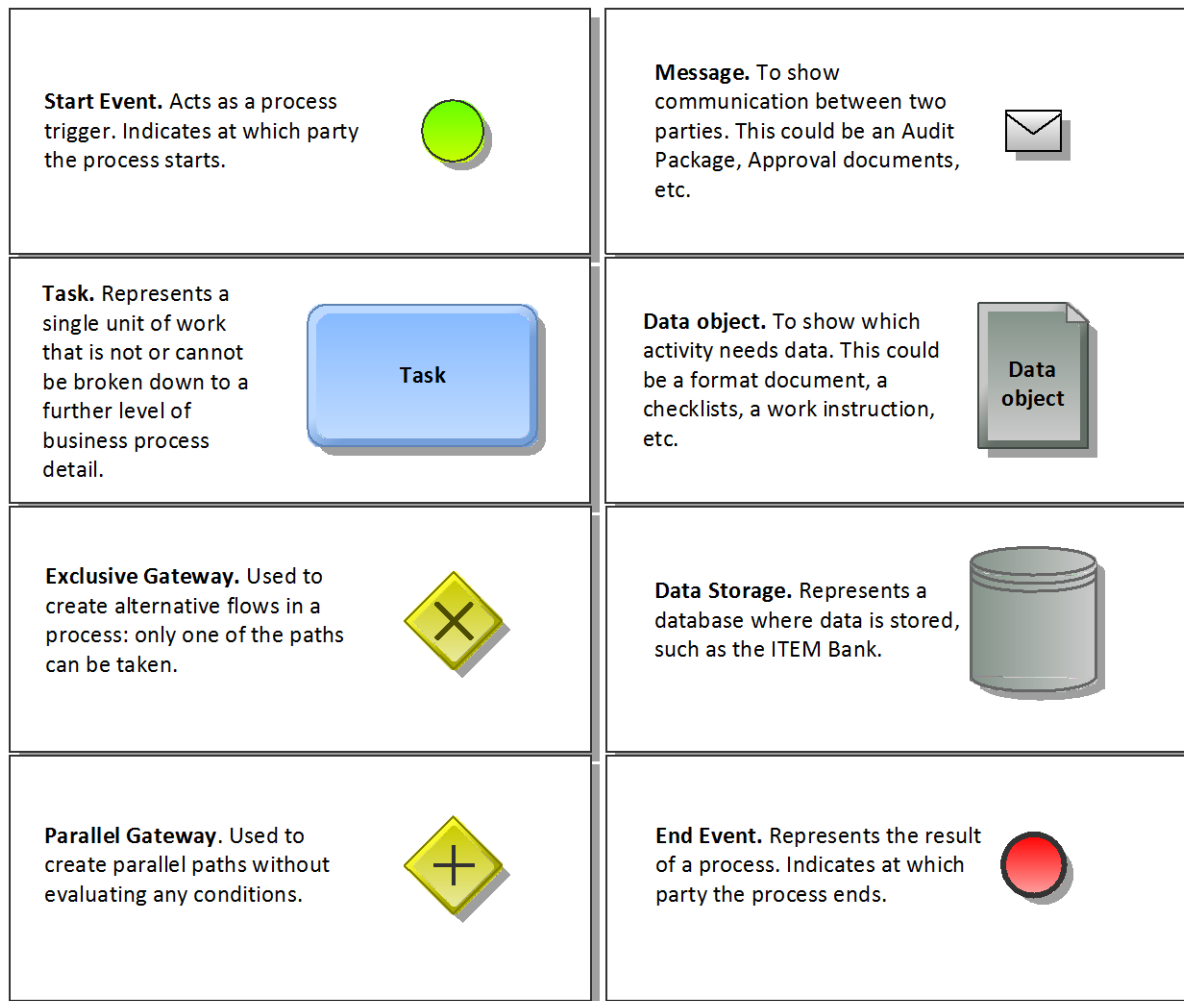 Start Event. Acts as a process
trigger. Indicates at which party
the process starts.
Message. To show
communication between two
parties. This could be an Audit
Package, Approval documents,
etc.
Task. Represents a
single unit of work
that is not or cannot
be broken down to a
further level of
business process
detail.
Task
Data object. To show which
activity needs data. This could
be a format document, a
checklists, a work instruction,
etc.
Data
object
Exclusive Gateway. Used to
create alternative flows in a
process: only one of the paths
can be taken.
Data Storage. Represents a
database where data is stored,
such as the ITEM Bank.
Parallel Gateway. Used to
create parallel paths without
evaluating any conditions.
End Event. Represents the result
of a process. Indicates at which
party the process ends.